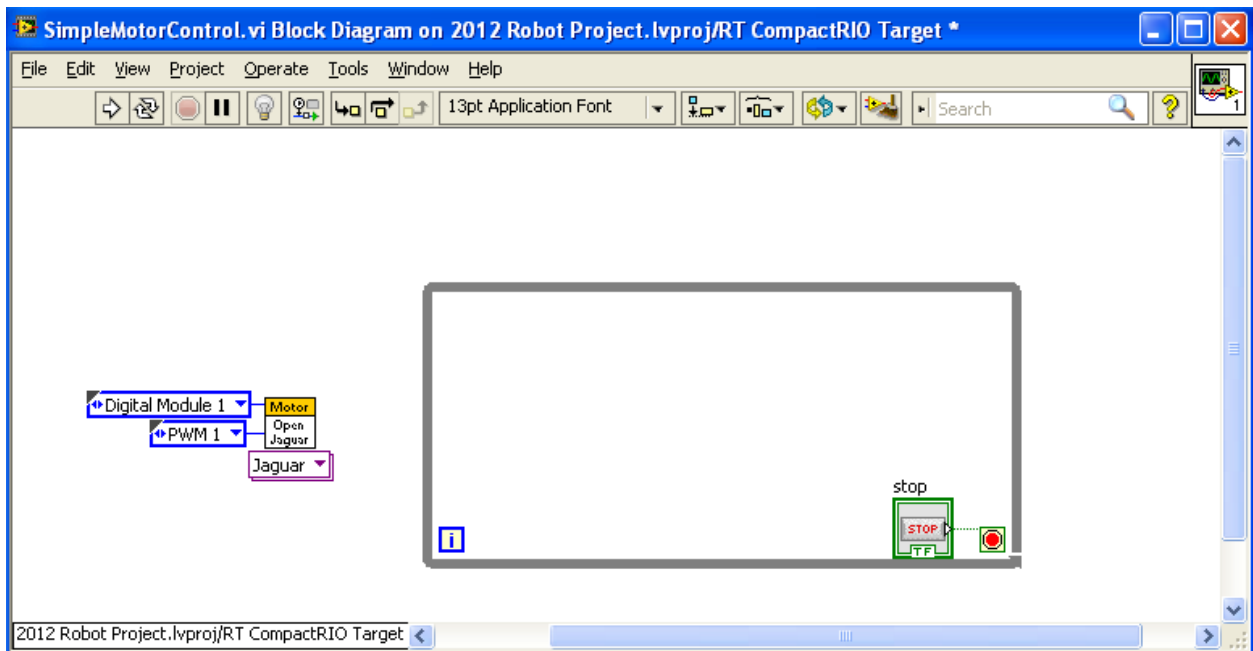 SimpleMotorControl.vi Block Diagram on 2012 Robot Project.lvproj/RT CompactRIO Target *
File Edit View Project Operate Tools Window Help
13pt Application Font Search ? 1
Digital Module 1 Motor
PWM 1 Open
Jaguar
Jaguar
stop
STOP
TF
i
2012 Robot Project.lvproj/RT CompactRIO Target